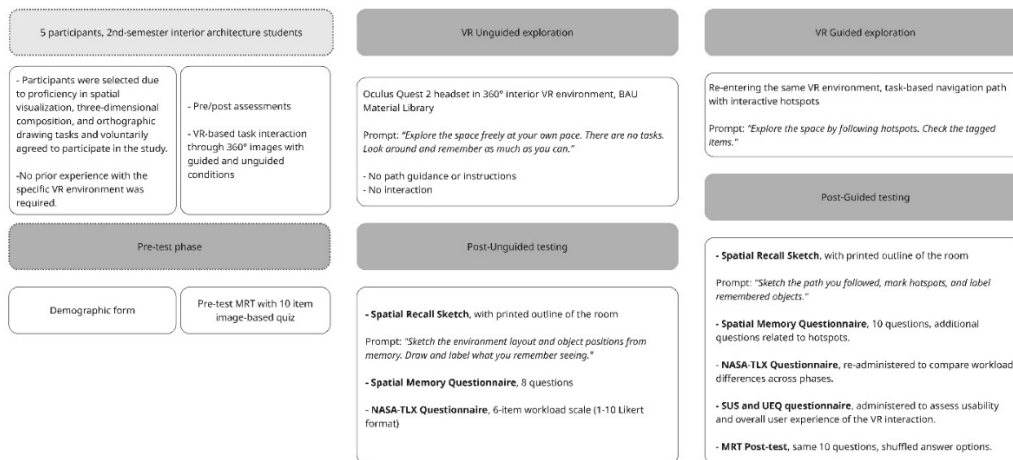 5 participants, 2nd-semester interior architecture students
- Participants were selected due
to proficiency in spatial
visualization, three-dimensional
composition, and orthographic
drawing tasks and voluntarily
agreed to participate in the study.
-No prior experience with the
specific VR environment was
required.
- Pre/post assessments
- VR-based task interaction
through 360° images with
guided and unguided
conditions
Pre-test phase
Demographic form
Pre-test MRT with 10 item
image-based quiz
VR Unguided exploration
Oculus Quest 2 headset in 360° interior VR environment, BAU
Material Library
Prompt: "Explore the space freely at your own pace. There are no tasks.
Look around and remember as much as you can."
- No path guidance or instructions
- No interaction
Post-Unguided testing
- Spatial Recall Sketch, with printed outline of the room
Prompt: "Sketch the environment layout and object positions from
memory. Draw and label what you remember seeing."
- Spatial Memory Questionnaire, 8 questions
- NASA-TLX Questionnaire, 6-item workload scale (1-10 Likert
format)
VR Guided exploration
Re-entering the same VR environment, task-based navigation path
with interactive hotspots
Prompt: "Explore the space by following hotspots. Check the tagged
items."
Post-Guided testing
- Spatial Recall Sketch, with printed outline of the room
Prompt: "Sketch the path you followed, mark hotspots, and label
remembered objects."
- Spatial Memory Questionnaire, 10 questions, additional
questions related to hotspots.
- NASA-TLX Questionnaire, re-administered to compare workload
differences across phases.
- SUS and UEQ questionnaire, administered to assess usability
and overall user experience of the VR interaction.
- MRT Post-test, same 10 questions, shuffled answer options.